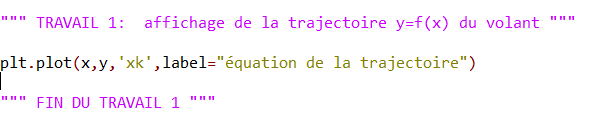 """ TRAVAIL 1:  affichage de la trajectoire y=f(x) du volant """
plt.plot(x,y,'xk',label="équation de la trajectoire")
""" FIN DU TRAVAIL 1 """